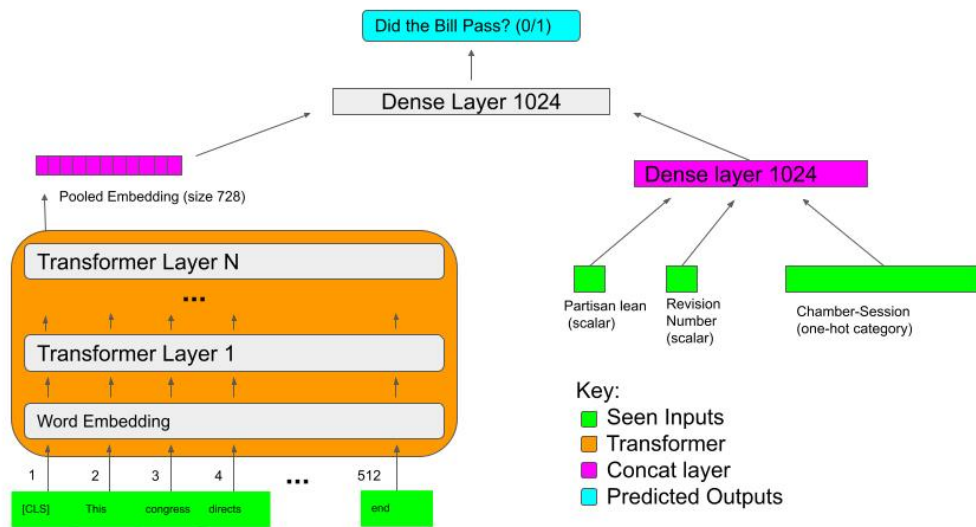 Did the Bill Pass? (0/1)
Dense Layer 1024
Pooled Embedding (size 728)
Dense layer 1024
Transformer Layer N
...
Transformer Layer 1
Word Embedding
Partisan lean
(scalar)
Revision
Number
(scalar)
Chamber-Session
(one-hot category)
1 2 3 4 ... 512
[CLS] This congress directs end
Key:
Seen Inputs
Transformer
Concat layer
Predicted Outputs